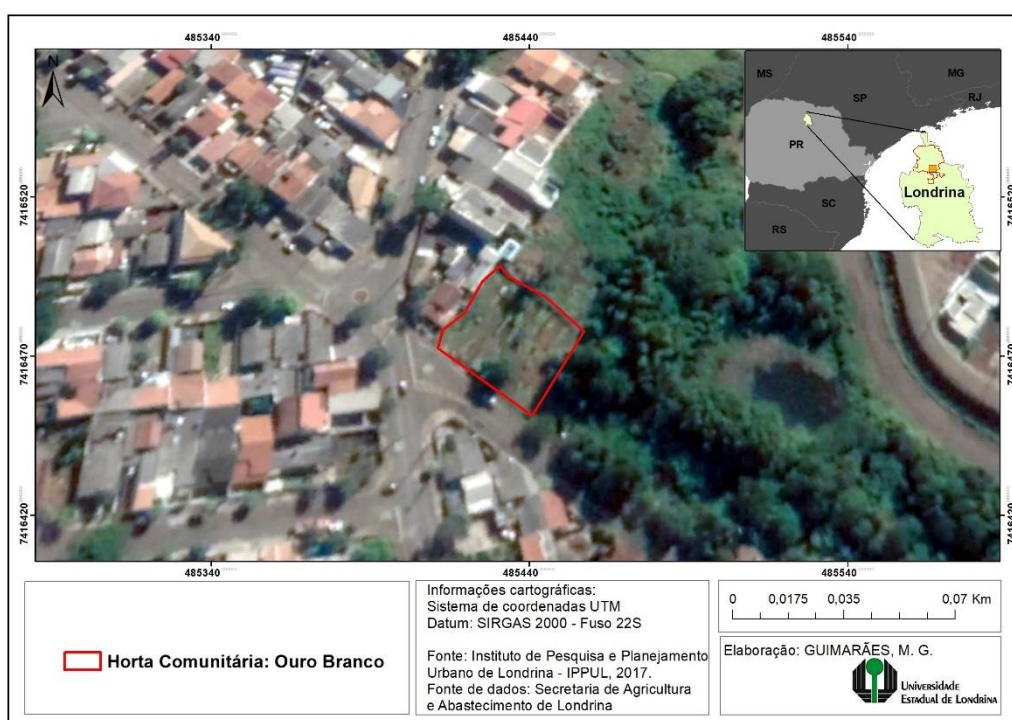 485340
485440
485540
N
7416520
7416470
7416420
7416520
7416470
7416420
MS
MG
SP
RJ
PR
Londrina
SC
RS
485340
485440
485540
Horta Comunitária: Ouro Branco
Informações cartográficas:
Sistema de coordenadas UTM
Datum: SIRGAS 2000 - Fuso 22S
Fonte: Instituto de Pesquisa e Planejamento
Urbano de Londrina - IPPUL, 2017.
Fonte de dados: Secretaria de Agricultura
e Abastecimento de Londrina
0 0,0175 0,035 0,07 Km
Elaboração: GUIMARÃES, M. G.
Universidade
Estadual de Londrina